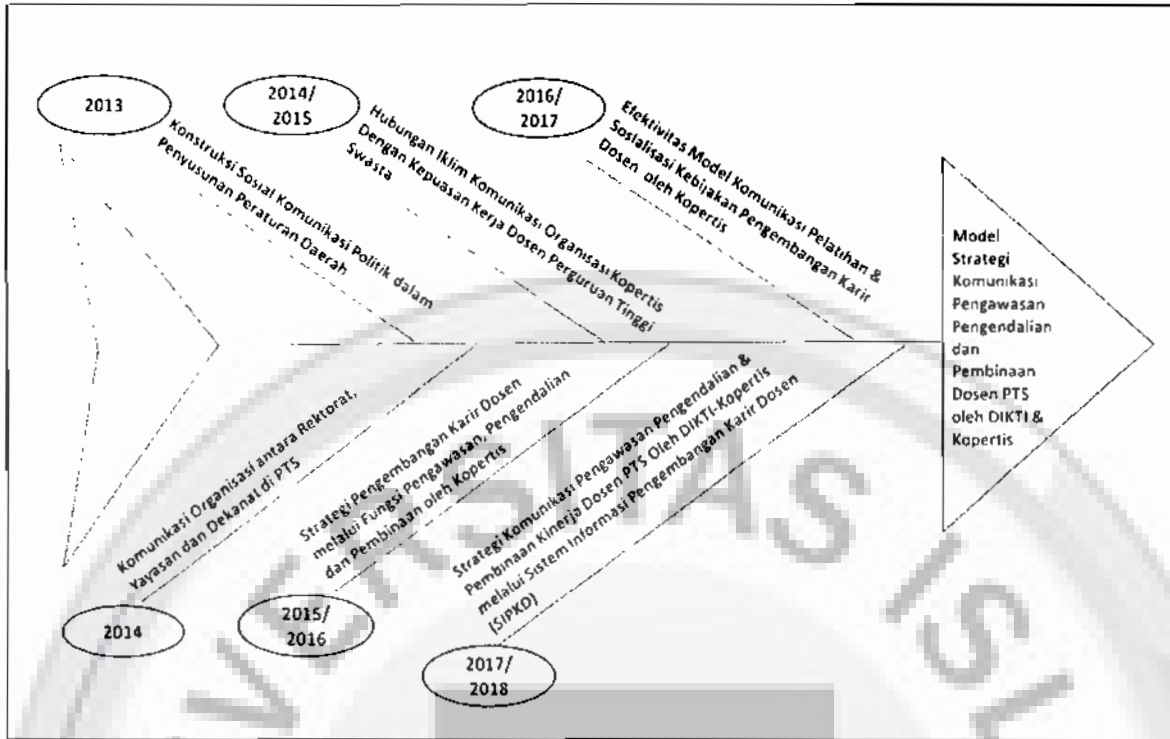 2013
Konstruksi Sosial Komunikasi Politik dalam
Penyusunan Peraturan Daerah
2014/
2015
Hubungan Iklim Komunikasi Organisasi Kopertis
Dengan Kepuasan Kerja Dosen Perguruan Tinggi
Swasta
2016/
2017
Efektivitas Model Komunikasi Pelatihan &
Sosialisasi Kebijakan Pengembangan Karir
Dosen oleh Kopertis
Model
Strategi
Komunikasi
Pengawasan
Pengendalian
dan
Pembinaan
Dosen PTS
oleh DIKTI &
Kopertis
Komunikasi Organisasi antara Rektorat,
Yayasan dan Dekanat di PTS
2014
Strategi Pengembangan Karir Dosen
melalui Fungsi Pengawasan, Pengendalian
dan Pembinaan oleh Kopertis
2015/
2016
Strategi Komunikasi Pengawasan Pengendalian &
Pembinaan Kinerja Dosen PTS Oleh DIKTI-Kopertis
melalui Sistem Informasi Pengembangan Karir Dosen
(SIPKD)
2017/
2018
VERSITAS ISL